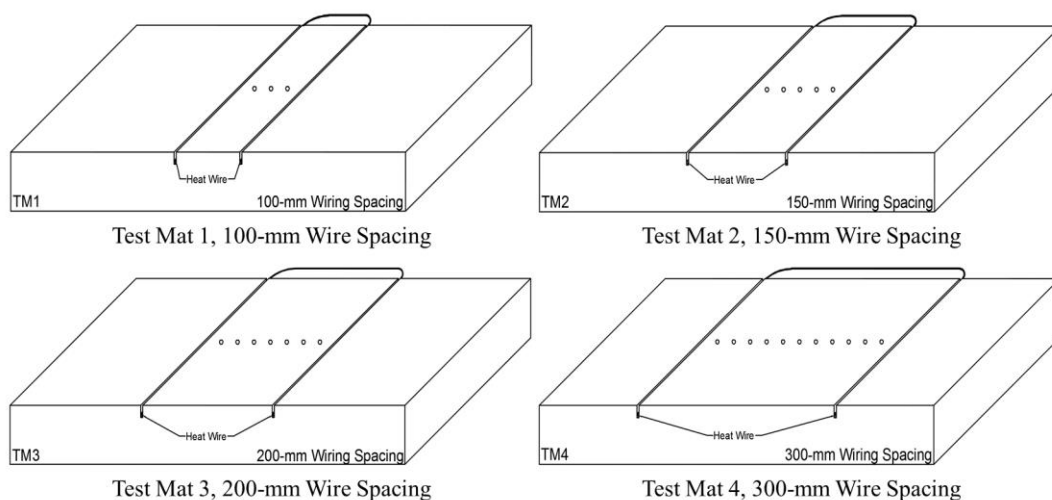 Heat Wire
TM1 100-mm Wiring Spacing
Test Mat 1, 100-mm Wire Spacing
Heat Wire
TM2 150-mm Wiring Spacing
Test Mat 2, 150-mm Wire Spacing
Heat Wire
TM3 200-mm Wiring Spacing
Test Mat 3, 200-mm Wire Spacing
Heat Wire
TM4 300-mm Wiring Spacing
Test Mat 4, 300-mm Wire Spacing